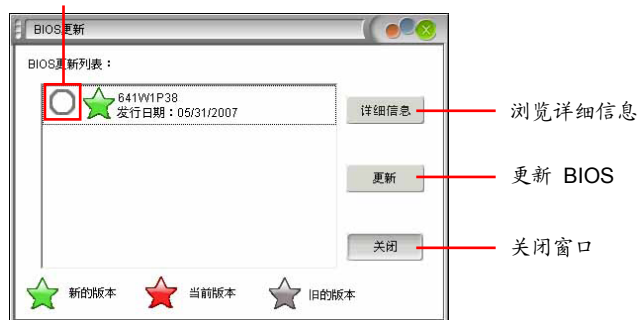 BIOS更新
BIOS更新列表：
641W1P38
发行日期：05/31/2007
详细信息
浏览详细信息
更新
更新 BIOS
关闭
关闭窗口
新的版本
当前版本
旧的版本